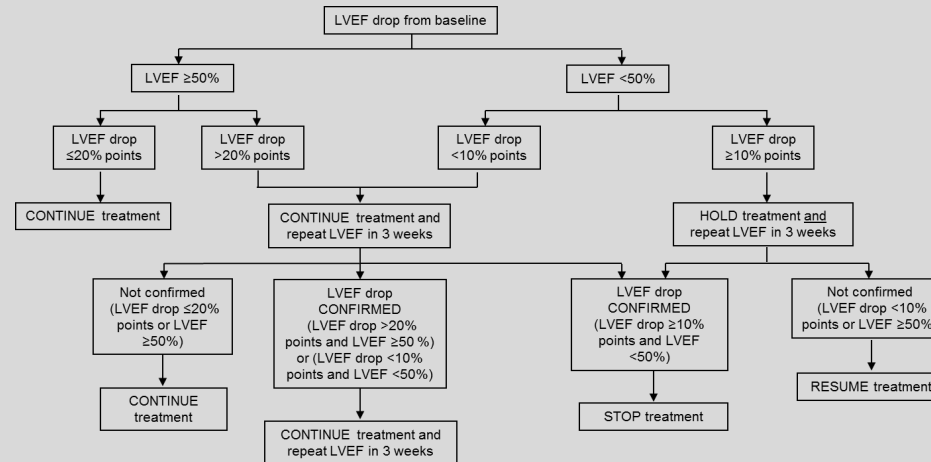 LVEF drop from baseline
LVEF ≥50%
LVEF <50%
LVEF drop
≤20% points
LVEF drop
>20% points
LVEF drop
<10% points
LVEF drop
≥10% points
CONTINUE treatment
CONTINUE treatment and
repeat LVEF in 3 weeks
HOLD treatment and
repeat LVEF in 3 weeks
Not confirmed
(LVEF drop ≤20%
points or LVEF
≥50%)
LVEF drop
CONFIRMED
(LVEF drop >20%
points and LVEF ≥50 %)
or (LVEF drop <10%
points and LVEF <50%)
LVEF drop
CONFIRMED
(LVEF drop ≥10%
points and LVEF
<50%)
Not confirmed
(LVEF drop <10%
points or LVEF ≥50%
CONTINUE
treatment
CONTINUE treatment and
repeat LVEF in 3 weeks
STOP treatment
RESUME treatment